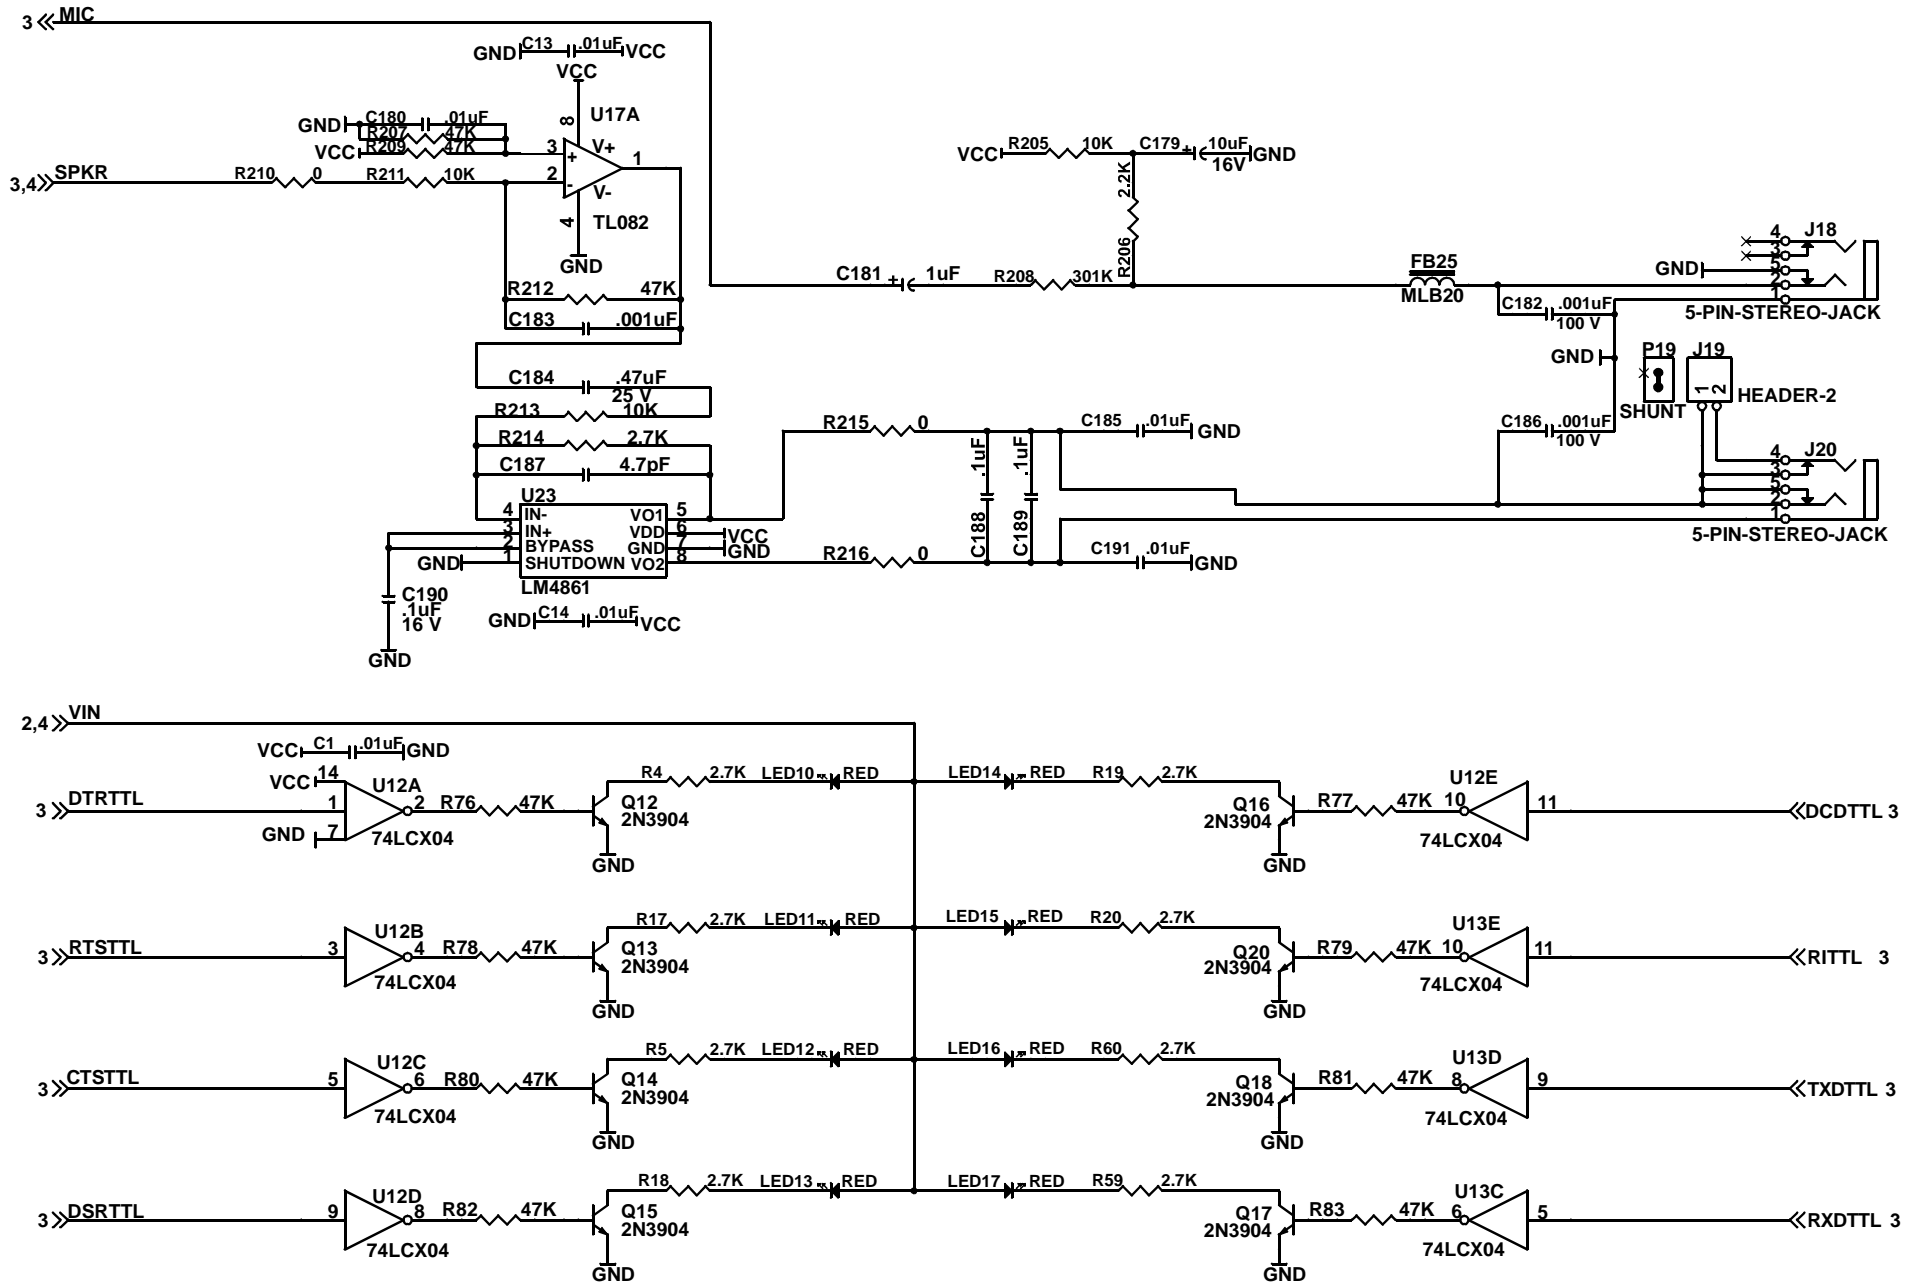 3 MIC
GND C13 .01uF VCC
VCC
8
U17A
GND C180 .01uF
R207 47K
VCC R209 47K
3 + V+ 1
2 - V-
3,4 SPKR R210 0 R211 10K
4
TL082
GND
R212 47K
C183 .001uF
C184 .47uF
25 V
R213 10K
R214 2.7K
C187 4.7pF
U23
4 IN- VO1 5
3 IN+ VDD 6 VCC
2 BYPASS GND 7 GND
GND 1 SHUTDOWN VO2 8
LM4861
C190
.1uF
16 V
GND
GND C14 .01uF VCC
VCC R205 10K C179 + 10uF GND
16V
2.2K
R206
C181 + 1uF R208 301K
FB25
MLB20
J18
4
3
GND 5
2
1
5-PIN-STEREO-JACK
C182 .001uF
100 V
GND
P19
SHUNT
J19
1 2
HEADER-2
R215 0
C185 .01uF GND
C186 .001uF
100 V
.1uF .1uF
C188 C189
R216 0
C191 .01uF GND
J20
4
3
5
2
1
5-PIN-STEREO-JACK
2,4 VIN
VCC C1 .01uF GND
VCC 14
U12A
3 DTRTTL 1 2 R76 47K
GND 7
74LCX04
R4 2.7K LED10 RED
Q12
2N3904
GND
LED14 RED R19 2.7K
Q16
2N3904
GND
R77 47K 10 U12E 11 DCDTTL 3
74LCX04
3 RTSTTL 3 U12B 4 R78 47K
74LCX04
R17 2.7K LED11 RED
Q13
2N3904
GND
LED15 RED R20 2.7K
Q20
2N3904
GND
R79 47K 10 U13E 11 RITTL 3
74LCX04
3 CTSTTL 5 U12C 6 R80 47K
74LCX04
R5 2.7K LED12 RED
Q14
2N3904
GND
LED16 RED R60 2.7K
Q18
2N3904
GND
R81 47K 8 U13D 9 TXDTTL 3
74LCX04
3 DSRTTL 9 U12D 8 R82 47K
74LCX04
R18 2.7K LED13 RED
Q15
2N3904
GND
LED17 RED R59 2.7K
Q17
2N3904
GND
R83 47K 6 U13C 5 RXDTTL 3
74LCX04